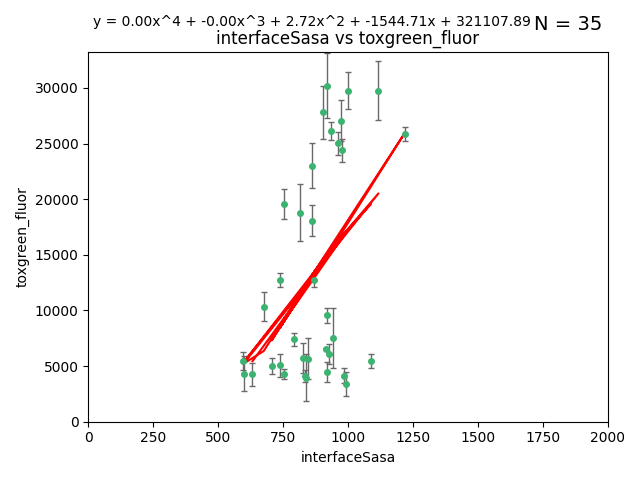 y = 0.00x^4 + -0.00x^3 + 2.72x^2 + -1544.71x + 321107.89 N = 35
interfaceSasa vs toxgreen_fluor
30000
25000
20000
15000
10000
5000
0
toxgreen_fluor
0 250 500 750 1000 1250 1500 1750 2000
interfaceSasa